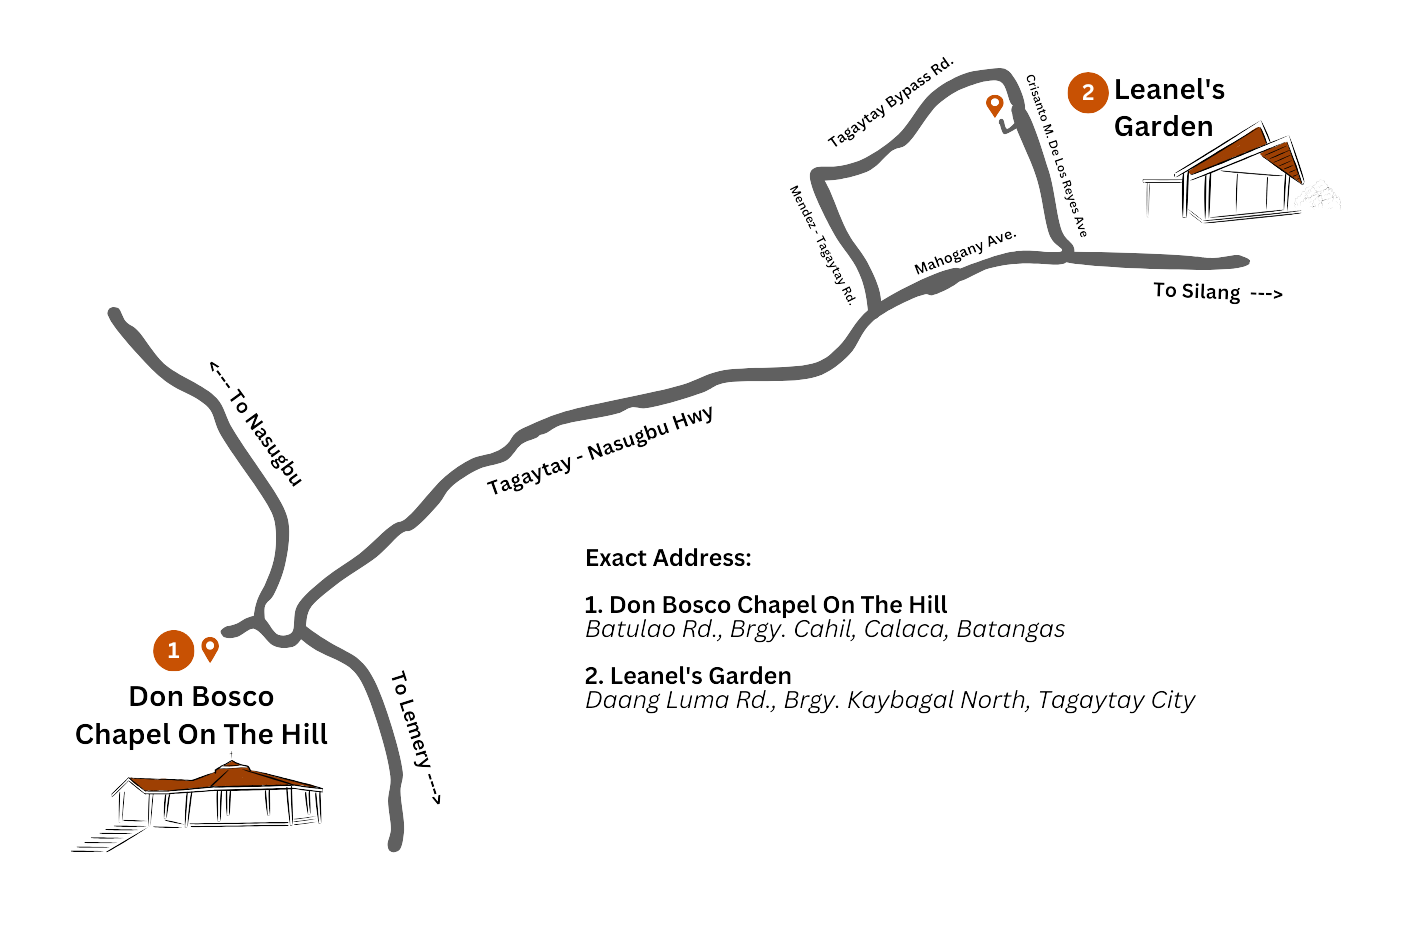 Tagaytay Bypass Rd.
Crisanto M. De Los Reyes Ave
2
Leanel's
Garden
Mendez - Tagaytay Rd.
Mahogany Ave.
To Silang --->
<---- To Nasugbu
Tagaytay - Nasugbu Hwy
1
Don Bosco
Chapel On The Hill
To Lemery ---->
Exact Address:
1. Don Bosco Chapel On The Hill
Batulao Rd., Brgy. Cahil, Calaca, Batangas
2. Leanel's Garden
Daang Luma Rd., Brgy. Kaybagal North, Tagaytay City